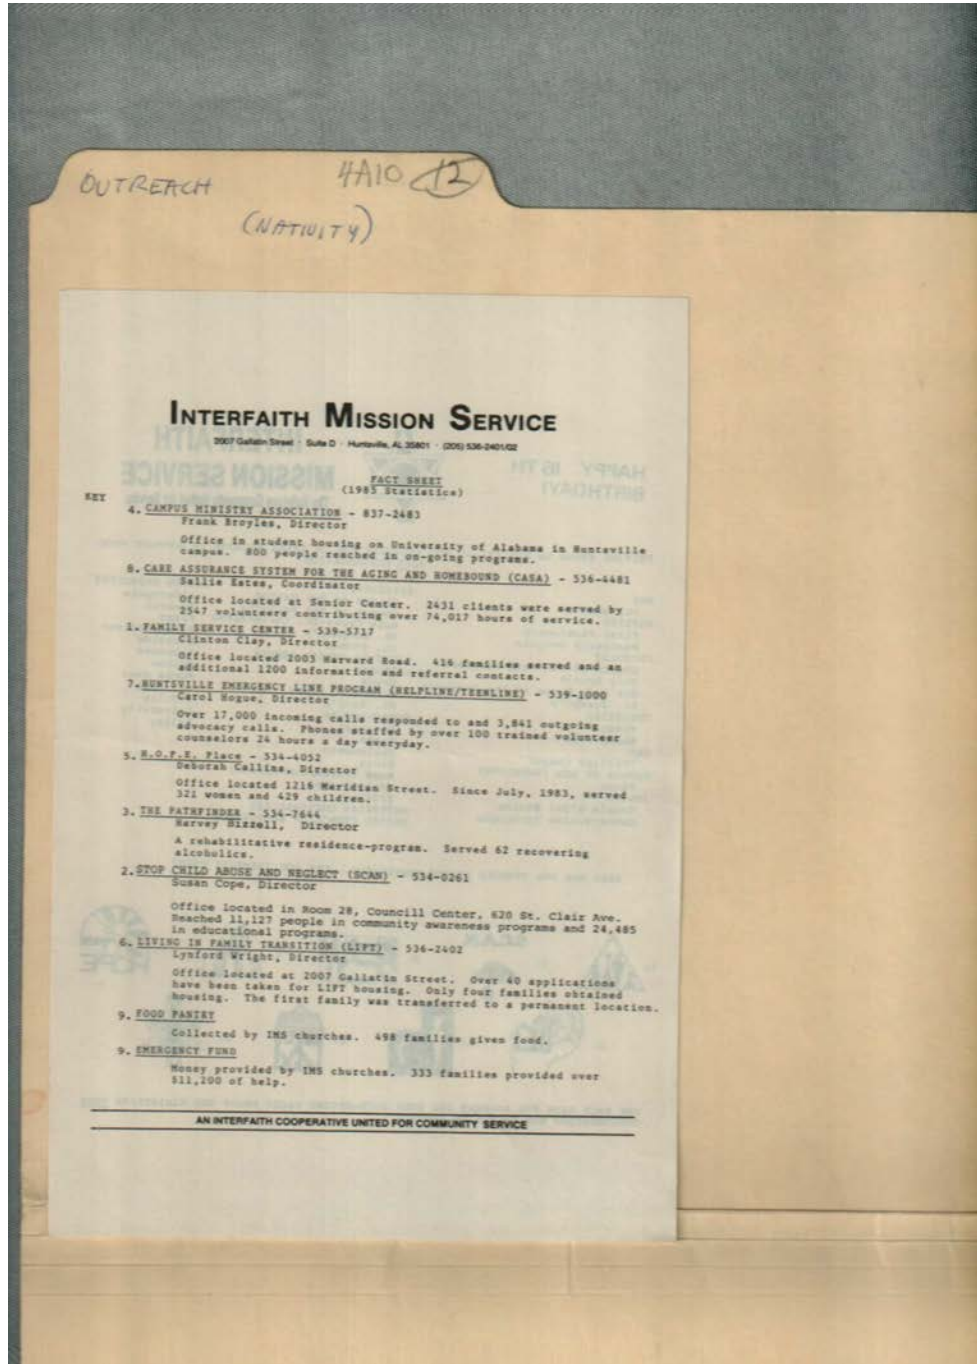 OUTREACH 4A10 12
(NATIVITY)
INTERFAITH MISSION SERVICE
2007 Gallatin Street · Suite D · Huntsville, AL 35801 · (205) 536-2401/02
FACT SHEET
(1985 Statistics)
KEY
4. CAMPUS MINISTRY ASSOCIATION - 837-2483
Frank Broyles, Director
Office in student housing on University of Alabama in Huntsville
campus. 800 people reached in on-going programs.
8. CARE ASSURANCE SYSTEM FOR THE AGING AND HOMEBOUND (CASA) - 536-4481
Sallie Estes, Coordinator
Office located at Senior Center. 2431 clients were served by
2547 volunteers contributing over 74,017 hours of service.
1. FAMILY SERVICE CENTER - 539-5717
Clinton Clay, Director
Office located 2003 Harvard Road. 416 families served and an
additional 1200 information and referral contacts.
7. HUNTSVILLE EMERGENCY LINE PROGRAM (HELPLINE/TEENLINE) - 539-1000
Carol Hogue, Director
Over 17,000 incoming calls responded to and 3,841 outgoing
advocacy calls. Phones staffed by over 100 trained volunteer
counselors 24 hours a day everyday.
5. H.O.P.E. Place - 534-4052
Deborah Callins, Director
Office located 1216 Meridian Street. Since July, 1983, served
321 women and 429 children.
3. THE PATHFINDER - 534-7644
Harvey Bizzell, Director
A rehabilitative residence-program. Served 62 recovering
alcoholics.
2. STOP CHILD ABUSE AND NEGLECT (SCAN) - 534-0261
Susan Cope, Director
Office located in Room 28, Councill Center, 620 St. Clair Ave.
Reached 11,127 people in community awareness programs and 24,485
in educational programs.
6. LIVING IN FAMILY TRANSITION (LIFT) - 536-2402
Lynford Wright, Director
Office located at 2007 Gallatin Street. Over 40 applications
have been taken for LIFT housing. Only four families obtained
housing. The first family was transferred to a permanent location.
9. FOOD PANTRY
Collected by IMS churches. 498 families given food.
9. EMERGENCY FUND
Money provided by IMS churches. 333 families provided over
$11,200 of help.
AN INTERFAITH COOPERATIVE UNITED FOR COMMUNITY SERVICE
HAPPY 16TH
BIRTHDAY!
INTERFAITH
MISSION SERVICE